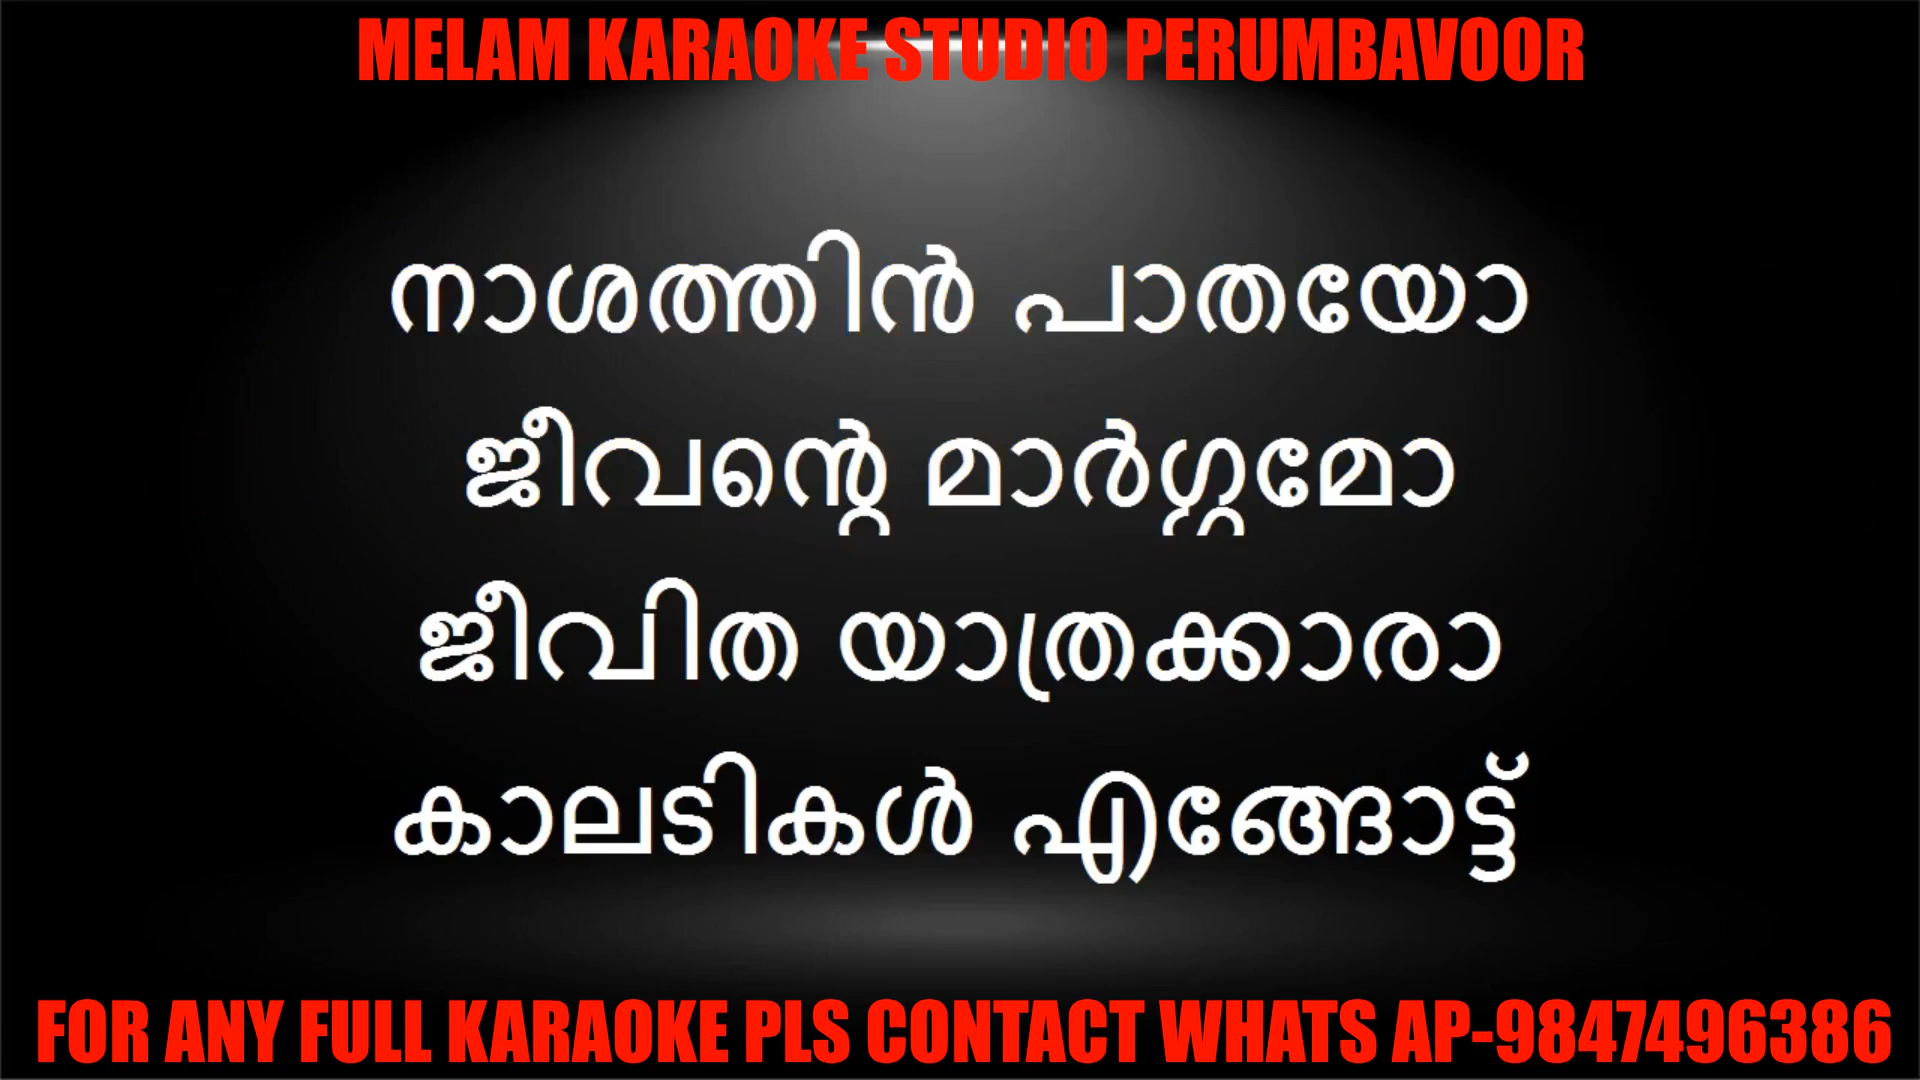 MELAM KARAOKE STUDIO PERUMBAVOOR
നാശത്തിൻ പാതയോ
ജീവന്റെ മാർഗ്ഗമോ
ജീവിത യാത്രക്കാരാ
കാലടികൾ എങ്ങോട്ട്
FOR ANY FULL KARAOKE PLS CONTACT WHATS AP-9847496386